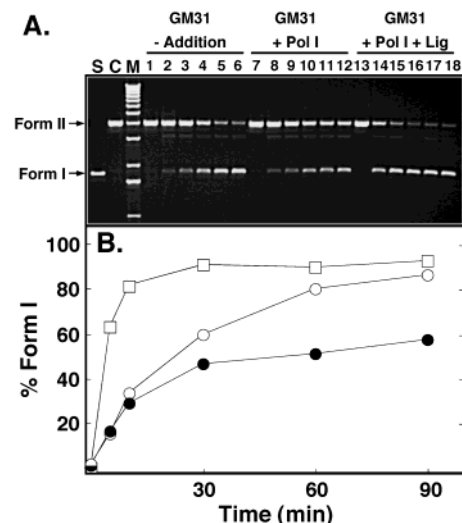 A.
GM31 GM31 GM31
- Addition + Pol I + Pol I + Lig
S C M 1 2 3 4 5 6 7 8 9 10 11 12 13 14 15 16 17 18
Form II
Form I
B.
% Form I
100
80
60
40
20
30 60 90
Time (min)